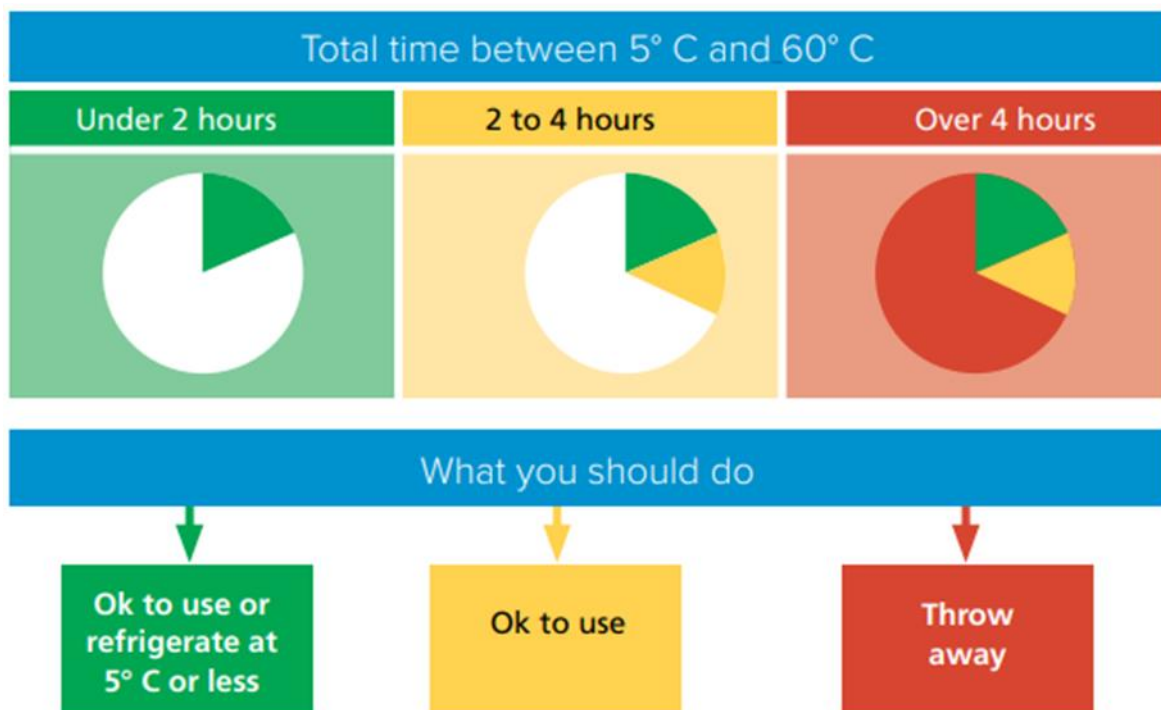 Total time between 5° C and 60° C
Under 2 hours
2 to 4 hours
Over 4 hours
What you should do
Ok to use or
refrigerate at
5° C or less
Ok to use
Throw
away